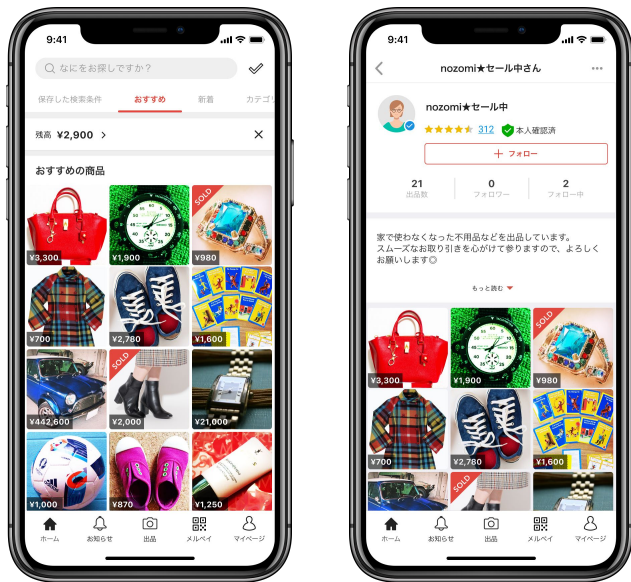 9:41
なにをお探しですか？
保存した検索条件 おすすめ 新着 カテゴリ
残高 ¥2,900
おすすめの商品
SOLD
¥3,300 ¥1,900 ¥980
¥700 ¥2,780 ¥1,600
SOLD
¥442,600 ¥2,000 ¥21,000
¥1,000 ¥870 ¥1,250
ホーム お知らせ 出品 メルペイ マイページ
9:41
nozomi★セール中さん
nozomi★セール中
312 本人確認済
フォロー
21 0 2
出品数 フォロワー フォロー中
家で使わなくなった不用品などを出品しています。
スムーズなお取り引きを心がけて参りますので、よろしく
お願いします◎
もっと読む
SOLD
¥3,300 ¥1,900 ¥980
¥700 ¥2,780 ¥1,600
SOLD
ホーム お知らせ 出品 メルペイ マイページ